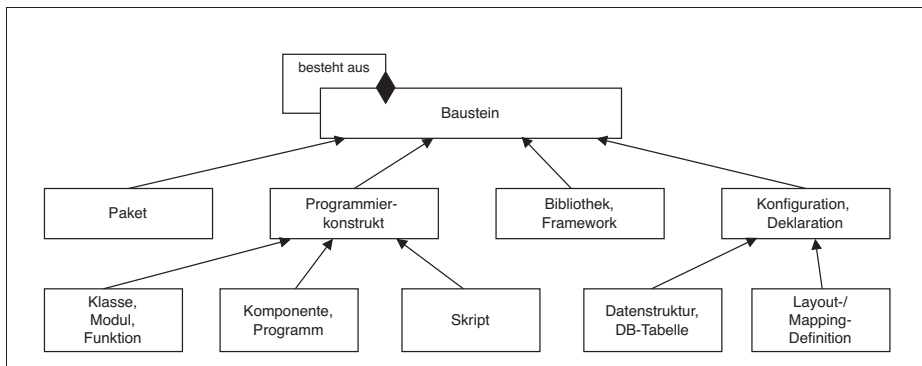 besteht aus
Baustein
Paket
Programmier-
konstrukt
Bibliothek,
Framework
Konfiguration,
Deklaration
Klasse,
Modul,
Funktion
Komponente,
Programm
Skript
Datenstruktur,
DB-Tabelle
Layout-/
Mapping-
Definition